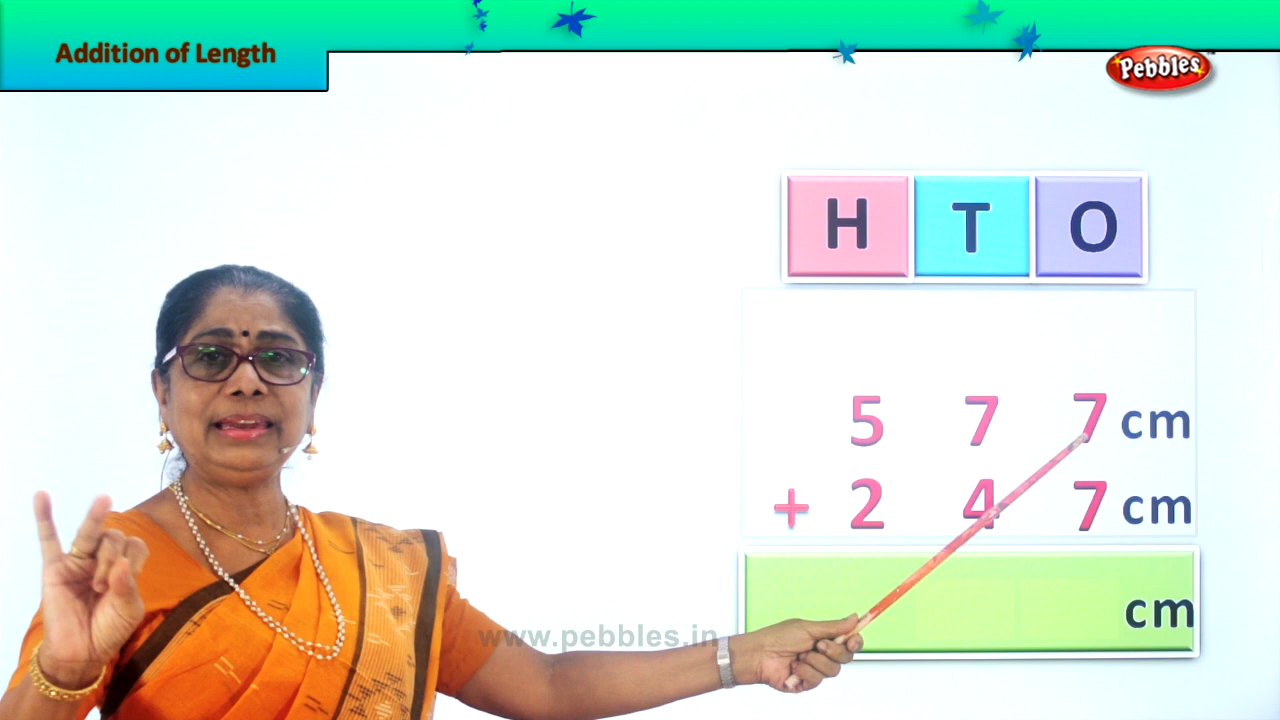 Addition of Length
Pebbles
H T O
5 7 7 cm
+ 2 4 7 cm
cm
www.pebbles.in